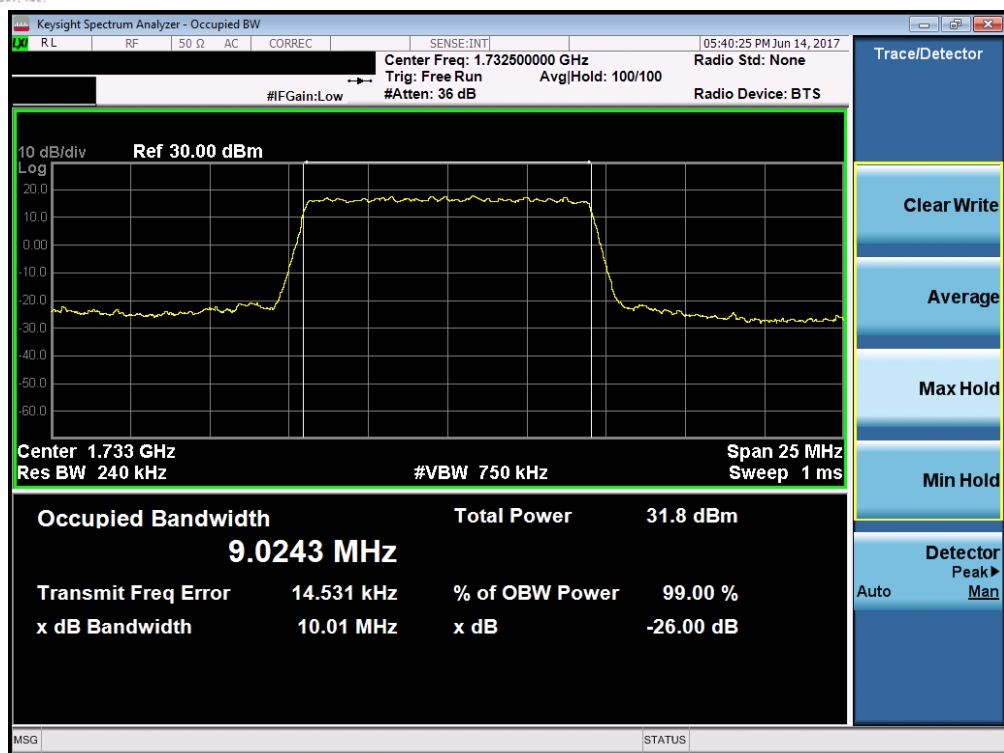 Keysight Spectrum Analyzer - Occupied BW
LXI RL RF 50 Ω AC CORREC SENSE:INT 05:40:25 PM Jun 14, 2017
Center Freq: 1.732500000 GHz Radio Std: None
Trig: Free Run Avg|Hold: 100/100
#IFGain:Low #Atten: 36 dB Radio Device: BTS
10 dB/div Ref 30.00 dBm
Log
20.0
10.0
0.00
-10.0
-20.0
-30.0
-40.0
-50.0
-60.0
Center 1.733 GHz Span 25 MHz
Res BW 240 kHz #VBW 750 kHz Sweep 1 ms
Occupied Bandwidth Total Power 31.8 dBm
9.0243 MHz
Transmit Freq Error 14.531 kHz % of OBW Power 99.00 %
x dB Bandwidth 10.01 MHz x dB -26.00 dB
MSG STATUS
Trace/Detector
Clear Write
Average
Max Hold
Min Hold
Detector
Peak▶
Auto Man